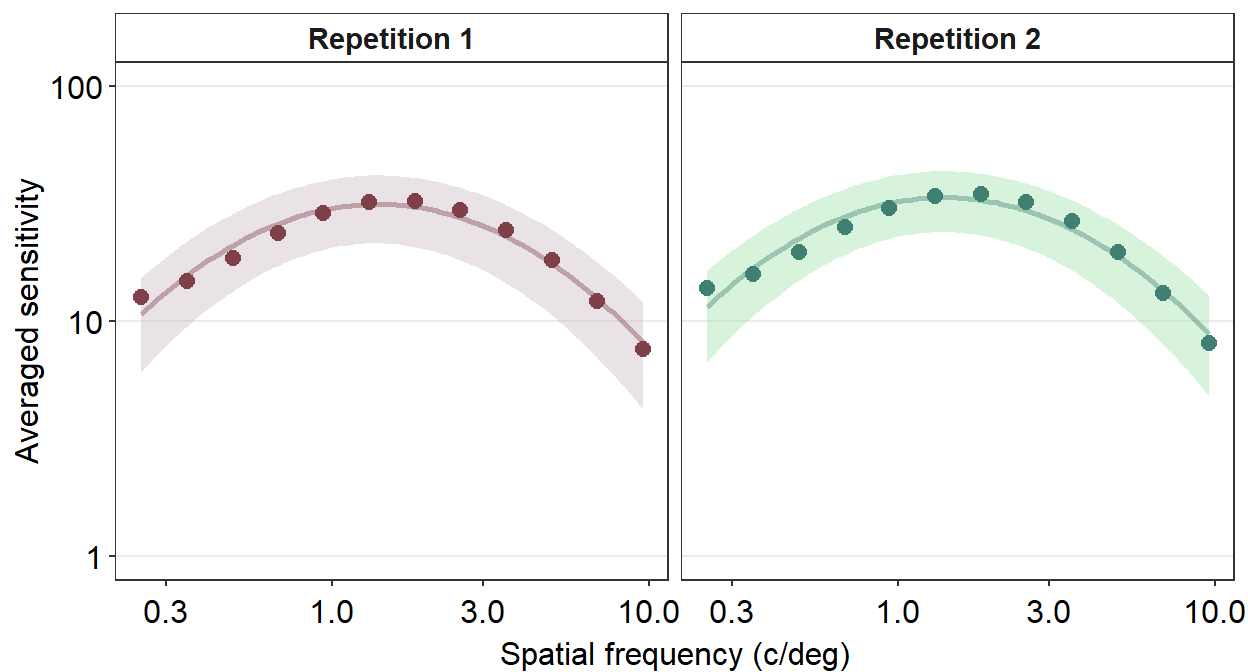 Repetition 1
Repetition 2
Averaged sensitivity
100
10
1
0.3 1.0 3.0 10.0
0.3 1.0 3.0 10.0
Spatial frequency (c/deg)